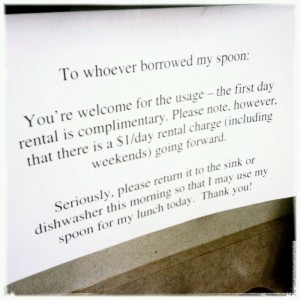 To whoever borrowed my spoon:
You're welcome for the usage – the first day
rental is complimentary. Please note, however,
that there is a $1/day rental charge (including
weekends) going forward.
Seriously, please return it to the sink or
dishwasher this morning so that I may use my
spoon for my lunch today.  Thank you!